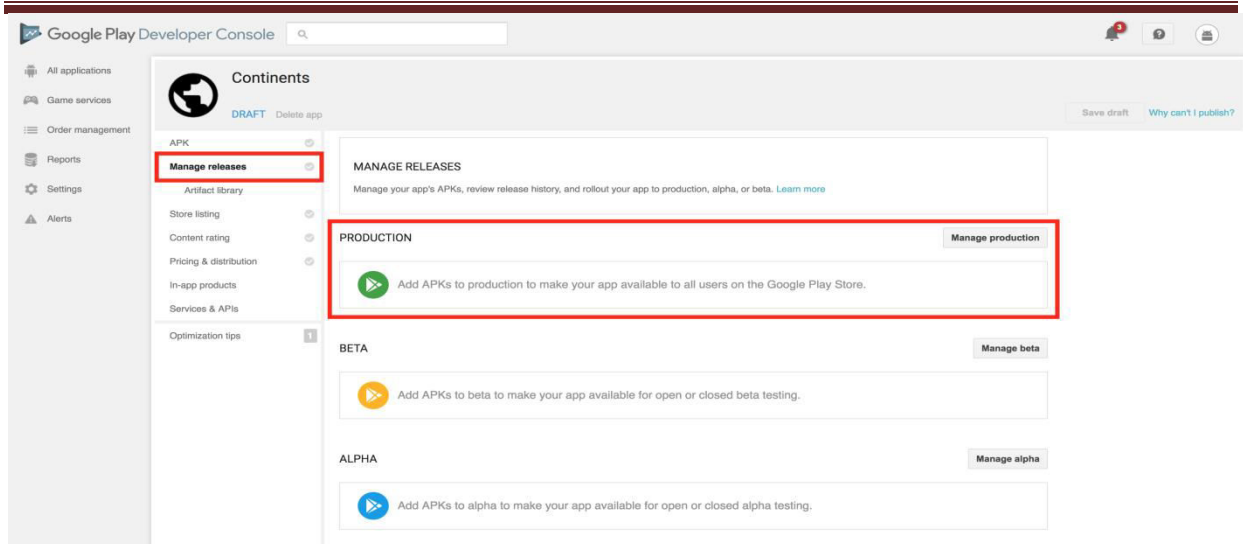 Google Play Developer Console
3
All applications
Game services
Order management
Reports
Settings
Alerts
Continents
DRAFT Delete app
Save draft Why can't I publish?
APK
Manage releases
Artifact library
Store listing
Content rating
Pricing & distribution
In-app products
Services & APIs
Optimization tips 1
MANAGE RELEASES
Manage your app's APKs, review release history, and rollout your app to production, alpha, or beta. Learn more
PRODUCTION Manage production
Add APKs to production to make your app available to all users on the Google Play Store.
BETA Manage beta
Add APKs to beta to make your app available for open or closed beta testing.
ALPHA Manage alpha
Add APKs to alpha to make your app available for open or closed alpha testing.